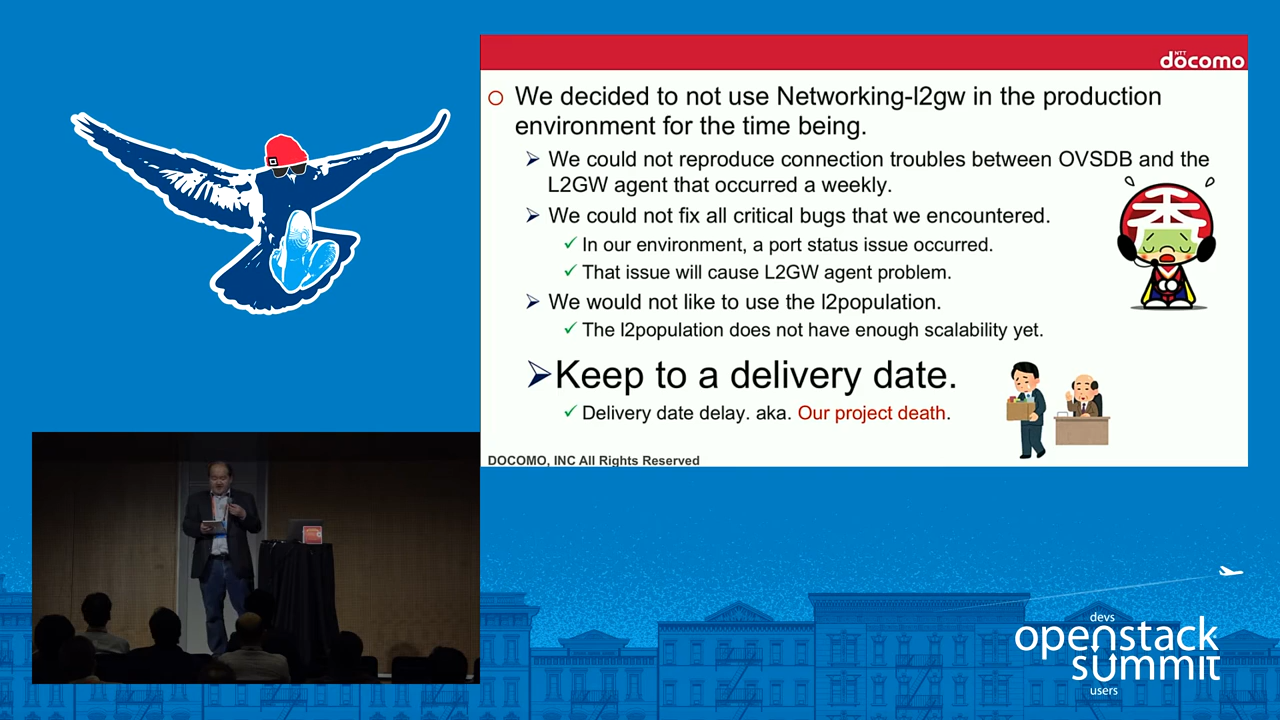 NTT
docomo
We decided to not use Networking-l2gw in the production
environment for the time being.
We could not reproduce connection troubles between OVSDB and the
L2GW agent that occurred a weekly.
We could not fix all critical bugs that we encountered.
In our environment, a port status issue occurred.
That issue will cause L2GW agent problem.
We would not like to use the l2population.
The l2population does not have enough scalability yet.
Keep to a delivery date.
Delivery date delay. aka. Our project death.
DOCOMO, INC All Rights Reserved
devs
openstack
summit
users